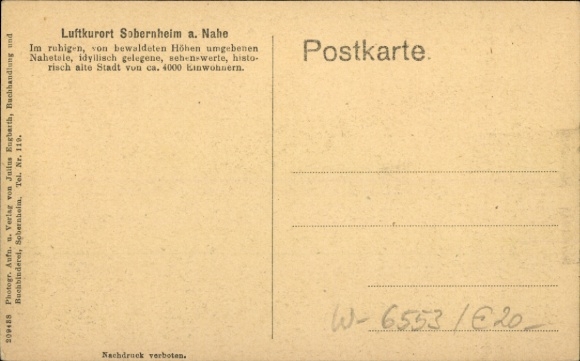 Luftkurort Sobernheim a. Nahe
Im ruhigen, von bewaldeten Höhen umgebenen
Nahetale, idyllisch gelegene, sehenswerte, histo-
risch alte Stadt von ca. 4000 Einwohnern.
Postkarte.
209488 Photogr. Aufn. u. Verlag von Julius Engbarth, Buchhandlung und
Buchbinderei, Sobernheim. Tel. Nr. 110.
W- 6553 / € 20-
Nachdruck verboten.